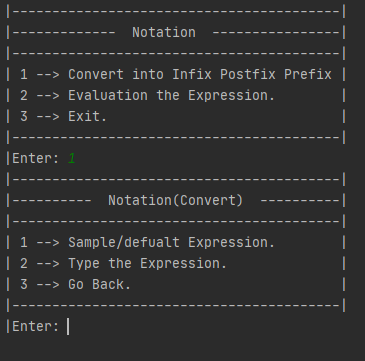 |-----------------------------------------|
|-------------  Notation  ----------------|
|-----------------------------------------|
| 1 --> Convert into Infix Postfix Prefix |
| 2 --> Evaluation the Expression.        |
| 3 --> Exit.                             |
|-----------------------------------------|
|Enter: 1
|-----------------------------------------|
|----------  Notation(Convert)  ----------|
|-----------------------------------------|
| 1 --> Sample/defualt Expression.        |
| 2 --> Type the Expression.              |
| 3 --> Go Back.                          |
|-----------------------------------------|
|Enter: